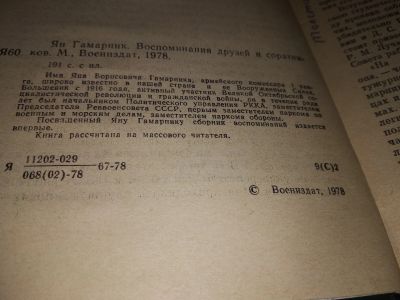 Ян Гамарник. Воспоминания друзей и соратни-
Я60 ков. М., Воениздат, 1978.
191 с. с ил.
Имя Яна Борисовича Гамарника, армейского комиссара 1 ран-
га, широко известно в нашей стране и ее Вооруженных Силах.
Большевик с 1916 года, активный участник Великой Октябрьской со-
циалистической революции и гражданской войны, он в течение ряда
лет был начальником Политического управления РККА, заместителем
Председателя Реввоенсовета СССР, первым заместителем наркома по
военным и морским делам, заместителем наркома обороны.
Посвященный Яну Гамарнику сборник воспоминаний издается
впервые.
Книга рассчитана на массового читателя.
Я 11202-029
068(02)-78 67-78 9(С)2
© Воениздат, 1978